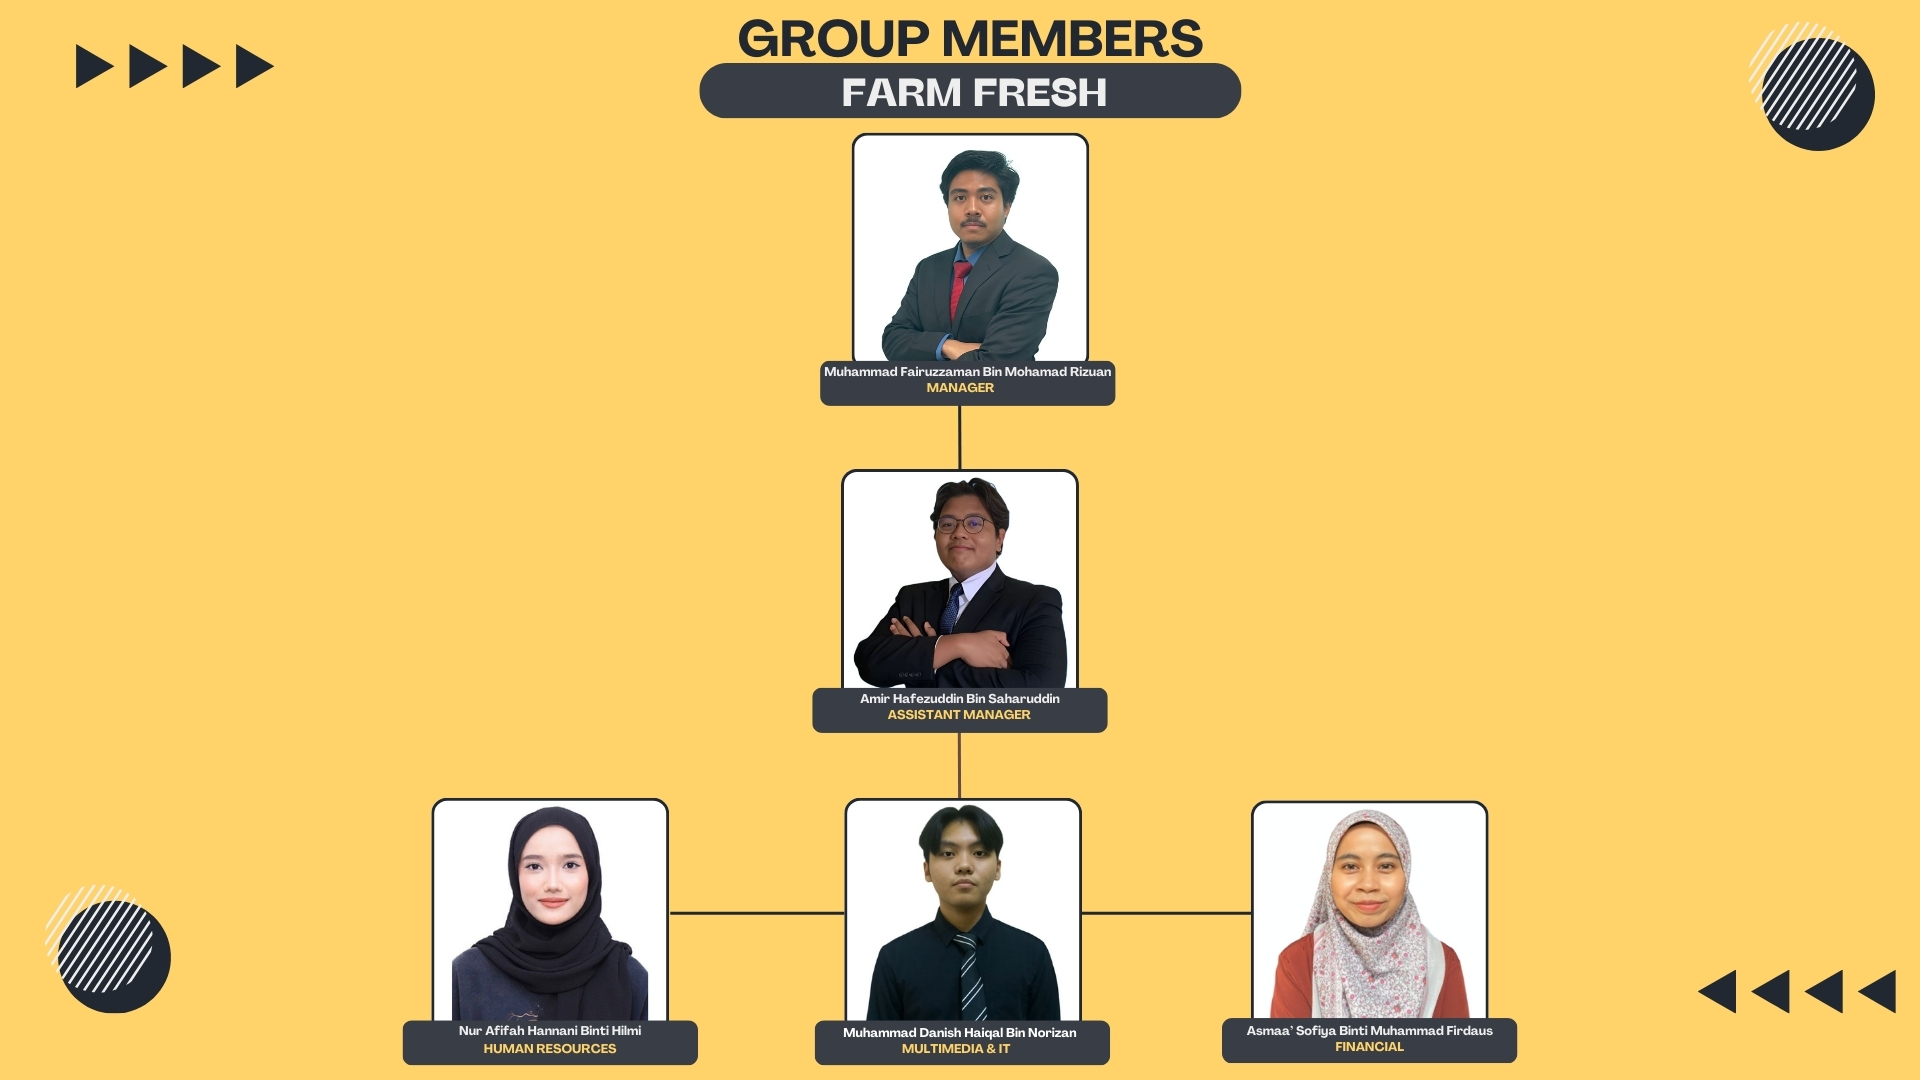 GROUP MEMBERS
FARM FRESH
Muhammad Fairuzzaman Bin Mohamad Rizuan
MANAGER
Amir Hafezuddin Bin Saharuddin
ASSISTANT MANAGER
Nur Afifah Hannani Binti Hilmi
HUMAN RESOURCES
Muhammad Danish Haiqal Bin Norizan
MULTIMEDIA & IT
Asmaa' Sofiya Binti Muhammad Firdaus
FINANCIAL